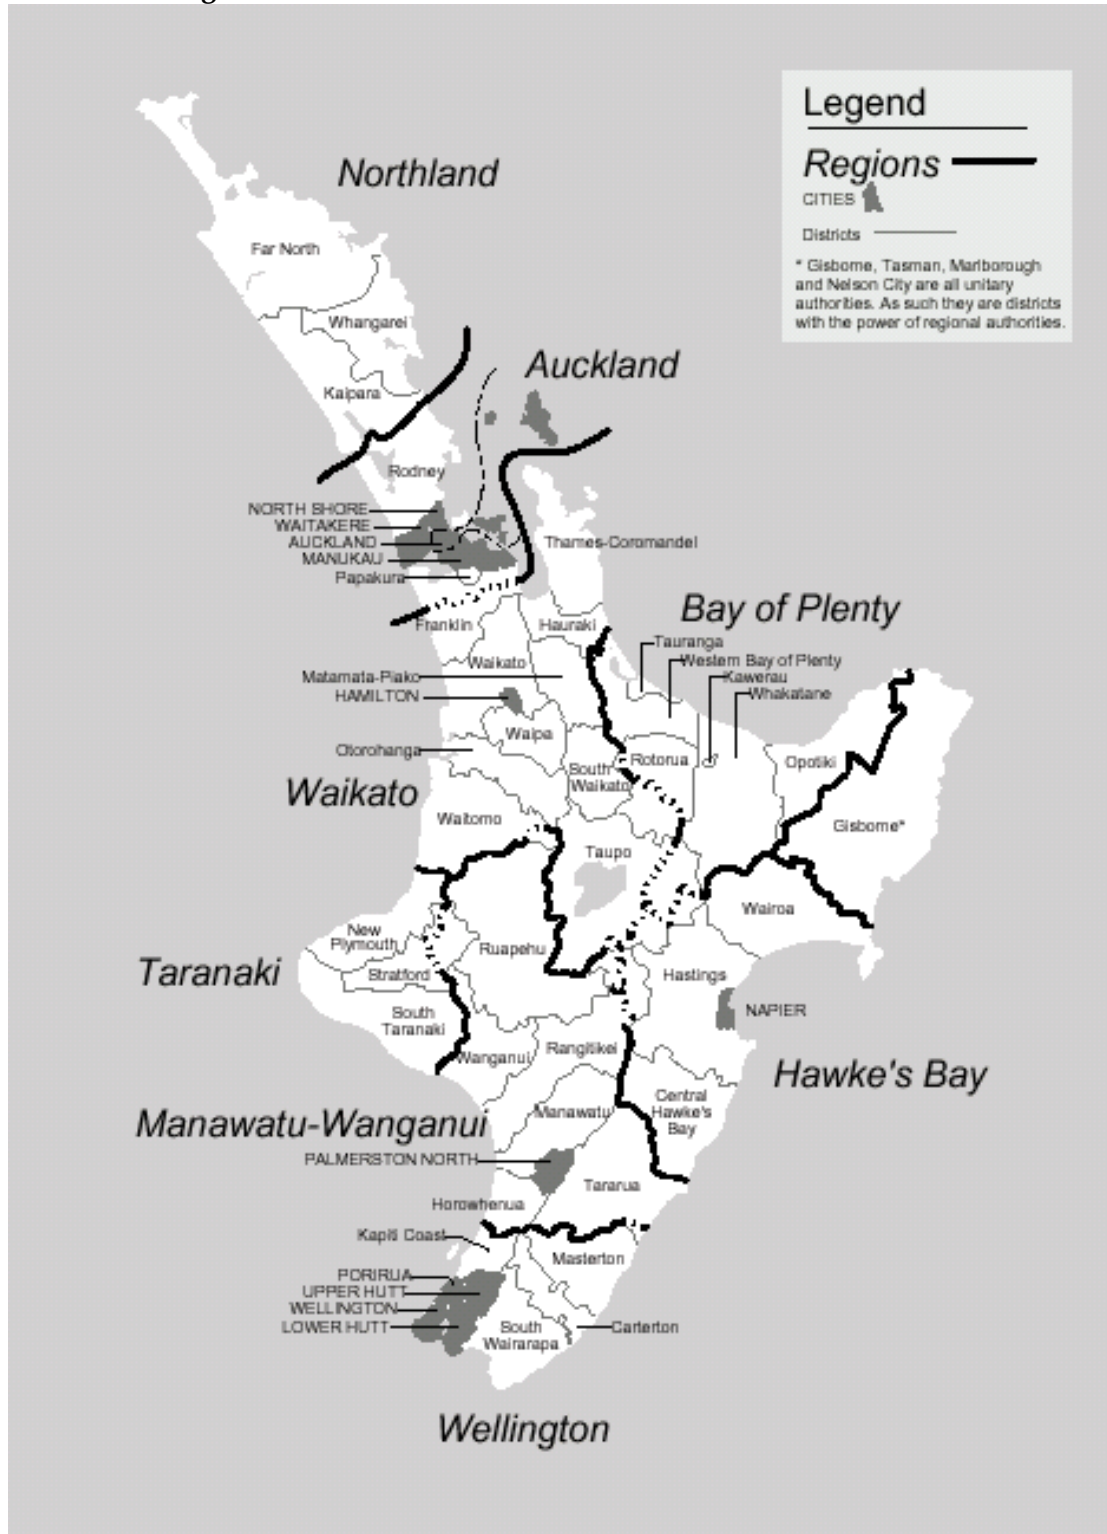 Legend
Regions
CITIES
Districts
* Gisborne, Tasman, Marlborough
and Nelson City are all unitary
authorities. As such they are districts
with the power of regional authorities.
Northland
Far North
Whangarei
Kaipara
Auckland
Rodney
NORTH SHORE
WAITAKERE
AUCKLAND
MANUKAU
Papakura
Thames-Coromandel
Franklin
Hauraki
Bay of Plenty
Tauranga
Western Bay of Plenty
Kawerau
Whakatane
Waikato
Matamata-Piako
HAMILTON
Waipa
Otorohanga
Rotorua
Opotiki
South
Waikato
Waikato
Waitomo
Gisborne*
Taupo
Wairoa
New
Plymouth
Ruapehu
Taranaki
Stratford
Hastings
South
Taranaki
NAPIER
Wanganui
Rangitikei
Hawke's Bay
Central
Hawke's
Bay
Manawatu-Wanganui
Manawatu
PALMERSTON NORTH
Tararua
Horowhenua
Kapiti Coast
Masterton
PORIRUA
UPPER HUTT
WELLINGTON
LOWER HUTT
South
Wairarapa
Carterton
Wellington